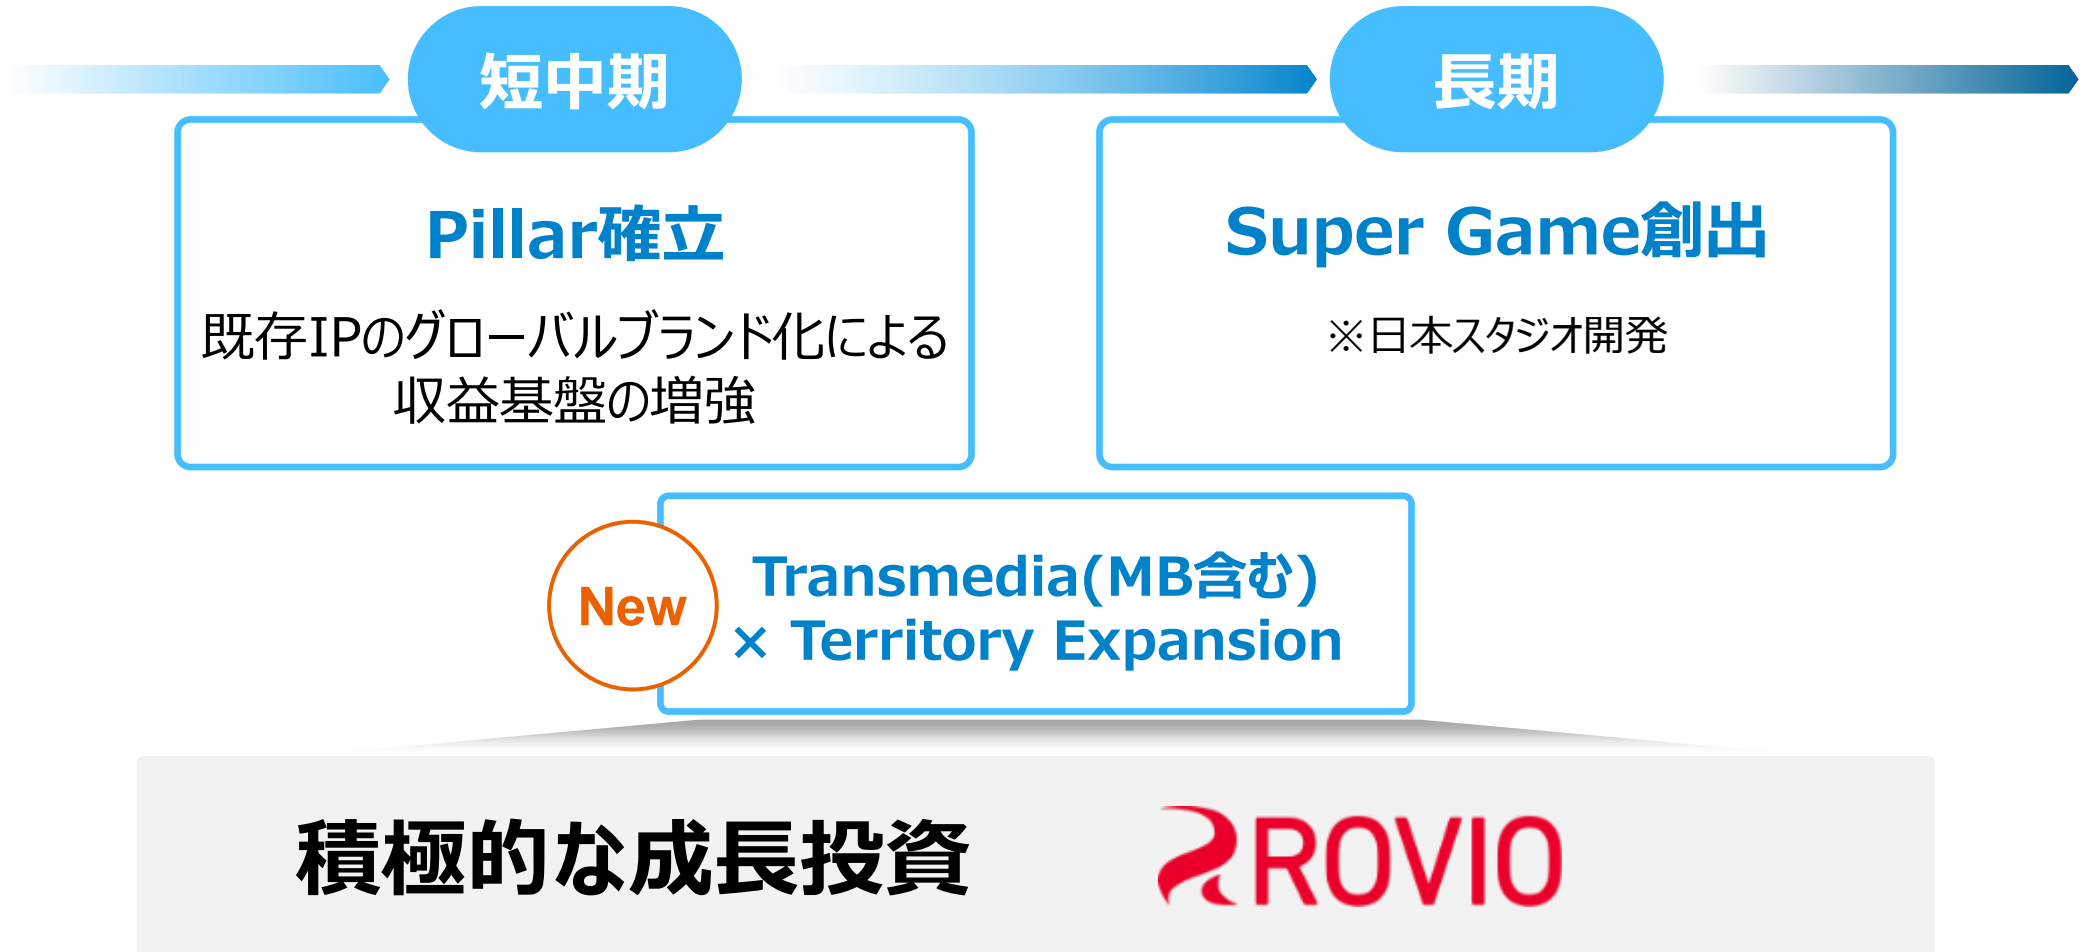 短中期
長期
Pillar確立
既存IPのグローバルブランド化による
収益基盤の増強
Super Game創出
※日本スタジオ開発
New
Transmedia(MB含む)
× Territory Expansion
積極的な成長投資
ROVIO